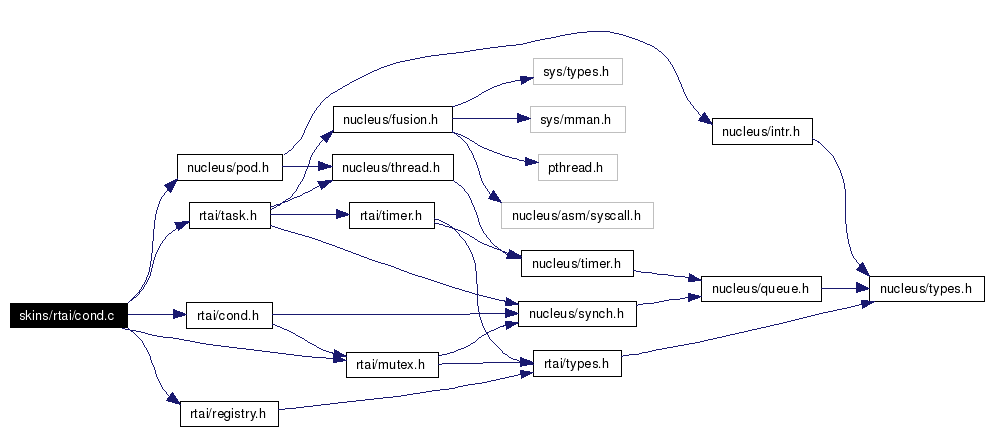 sys/types.h
nucleus/fusion.h
sys/mman.h
nucleus/intr.h
nucleus/pod.h
nucleus/thread.h
pthread.h
rtai/task.h
rtai/timer.h
nucleus/asm/syscall.h
nucleus/timer.h
nucleus/queue.h
nucleus/types.h
skins/rtai/cond.c
rtai/cond.h
nucleus/synch.h
rtai/mutex.h
rtai/types.h
rtai/registry.h